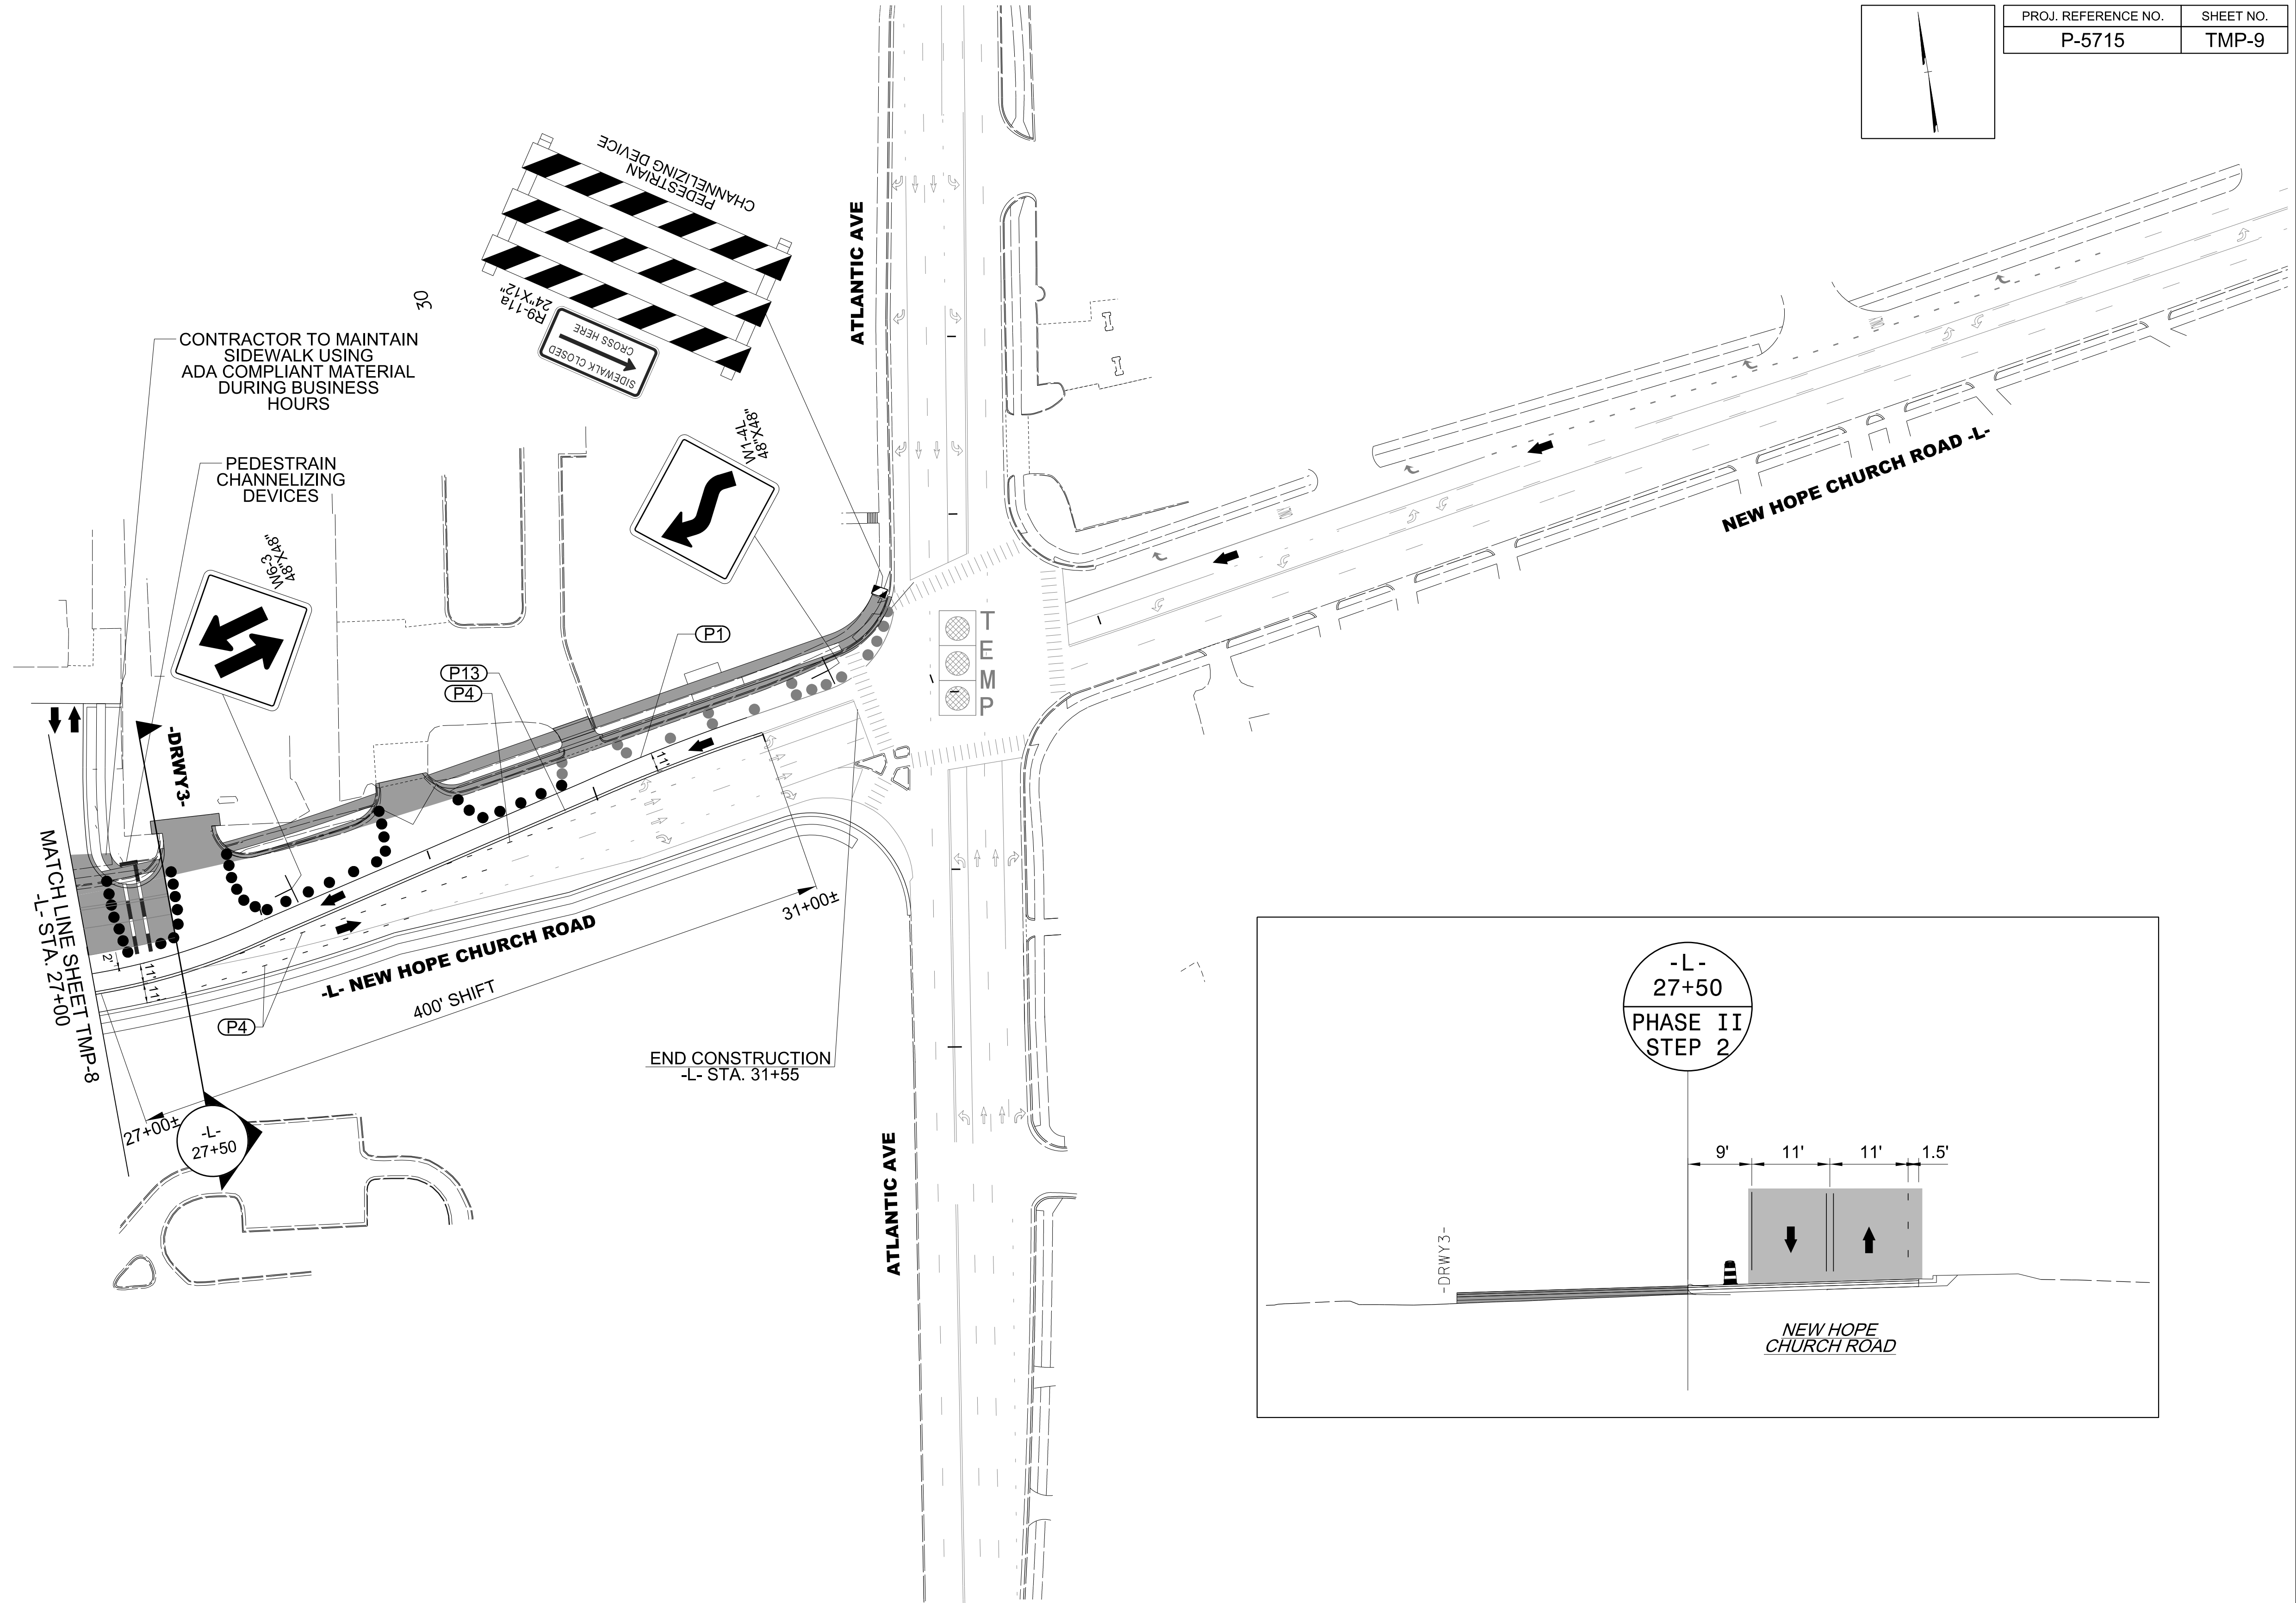 PROJ. REFERENCE NO.
SHEET NO.
P-5715
TMP-9
PEDESTRIAN
CHANNELIZING DEVICE
R9-11a
24"X12"
SIDEWALK CLOSED
CROSS HERE
30
CONTRACTOR TO MAINTAIN
SIDEWALK USING
ADA COMPLIANT MATERIAL
DURING BUSINESS
HOURS
PEDESTRAIN
CHANNELIZING
DEVICES
W6-3
48"X48"
W1-4L
48"X48"
ATLANTIC AVE
I
I
NEW HOPE CHURCH ROAD -L-
TEMP
P1
P13
P4
11'
-DRWY3-
MATCH LINE SHEET TMP-8
-L- STA. 27+00
2'
11'
11'
P4
-L- NEW HOPE CHURCH ROAD
400' SHIFT
31+00±
27+00±
-L-
27+50
END CONSTRUCTION
-L- STA. 31+55
ATLANTIC AVE
-L-
27+50
PHASE II
STEP 2
9'
11'
11'
1.5'
-DRWY3-
NEW HOPE
CHURCH ROAD